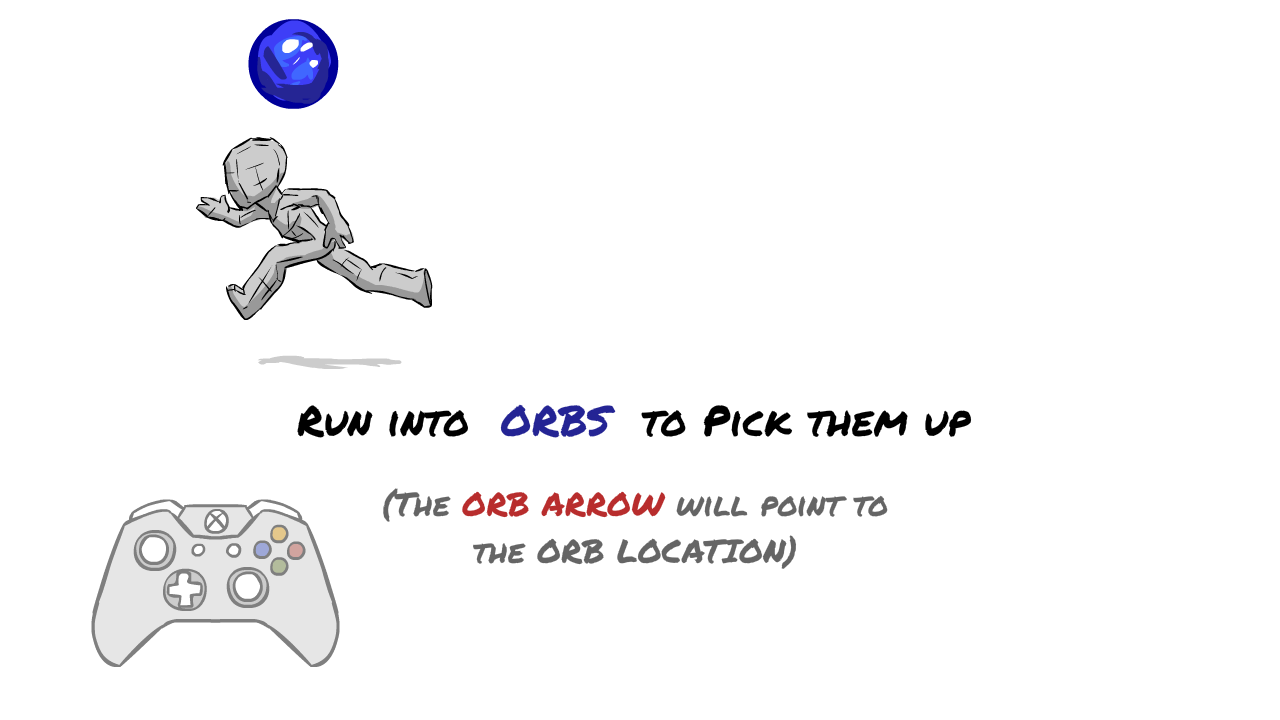 Run into ORBS to Pick them up
(The ORB ARROW will point to
the ORB LOCATION)